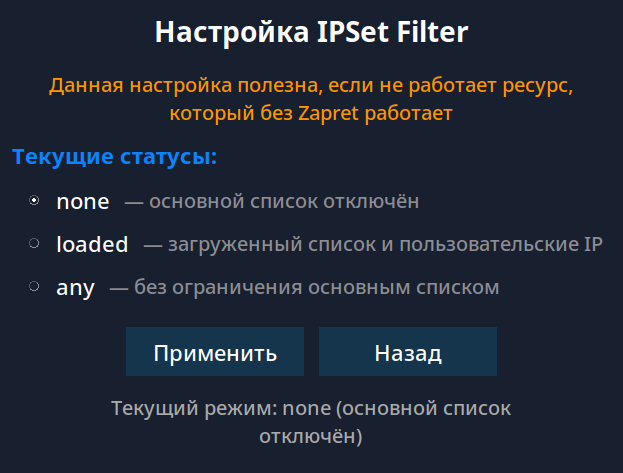 Настройка IPSet Filter
Данная настройка полезна, если не работает ресурс,
который без Zapret работает
Текущие статусы:
none — основной список отключён
loaded — загруженный список и пользовательские IP
any — без ограничения основным списком
Применить Назад
Текущий режим: none (основной список
отключён)